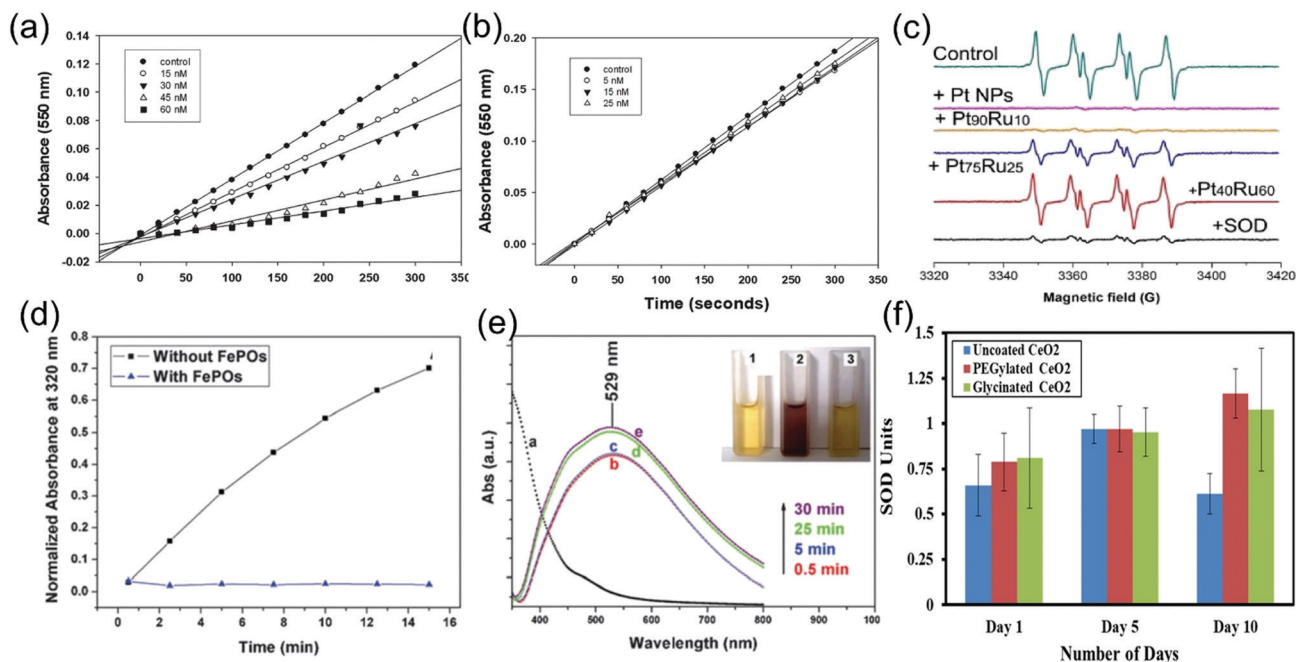 (a)
0.14
0.12
0.10
0.08
0.06
0.04
0.02
0.00
-0.02
Absorbance (550 nm)
control
15 nM
30 nM
45 nM
60 nM
0 50 100 150 200 250 300 350
(b)
0.20
0.15
0.10
0.05
0.00
Absorbance (550 nm)
control
5 nM
15 nM
25 nM
0 50 100 150 200 250 300 350
Time (seconds)
(c)
Control
+ Pt NPs
+ Pt90Ru10
+ Pt75Ru25
+Pt40Ru60
+SOD
3320 3340 3360 3380 3400 3420
Magnetic field (G)
(d)
0.8
0.7
0.6
0.5
0.4
0.3
0.2
0.1
0.0
Normalized Absorbance at 320 nm
Without FePOs
With FePOs
0 2 4 6 8 10 12 14 16
Time (min)
(e)
Abs (a.u.)
529 nm
1 2 3
a
e
d
c
b
30 min
25 min
5 min
0.5 min
400 500 600 700 800 900 100
Wavelength (nm)
(f)
1.5
1.25
1
0.75
0.5
0.25
0
SOD Units
Uncoated CeO2
PEGylated CeO2
Glycinated CeO2
Day 1 Day 5 Day 10
Number of Days